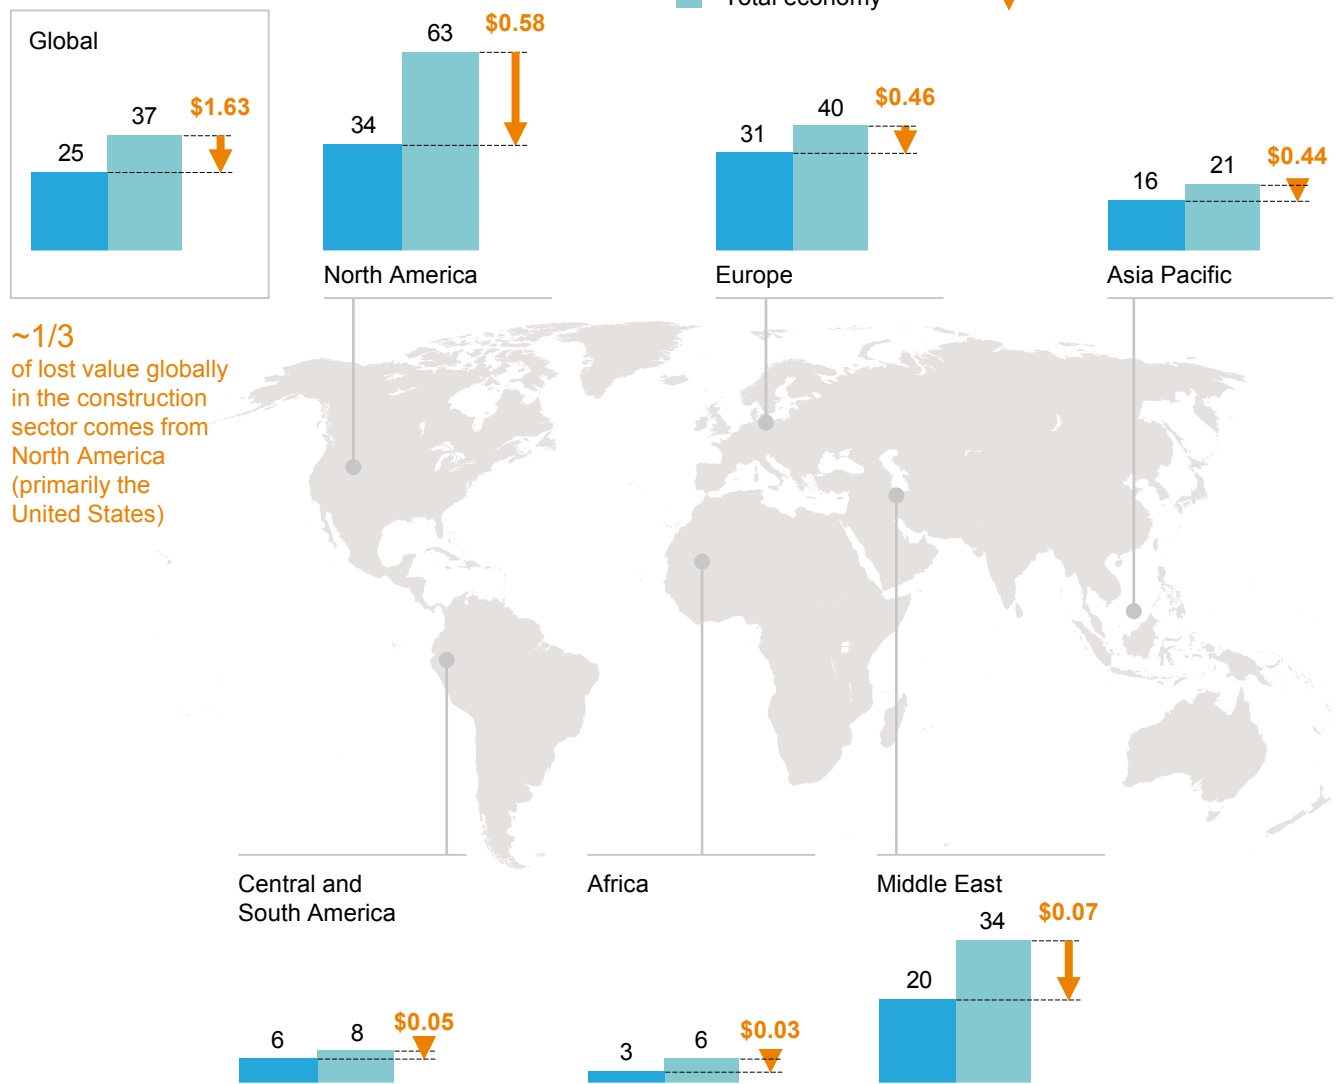 Total economy
Global
25
37
$1.63
34
63
$0.58
North America
31
40
$0.46
Europe
16
21
$0.44
Asia Pacific
~1/3
of lost value globally
in the construction
sector comes from
North America
(primarily the
United States)
Central and
South America
6
8
$0.05
Africa
3
6
$0.03
Middle East
20
34
$0.07